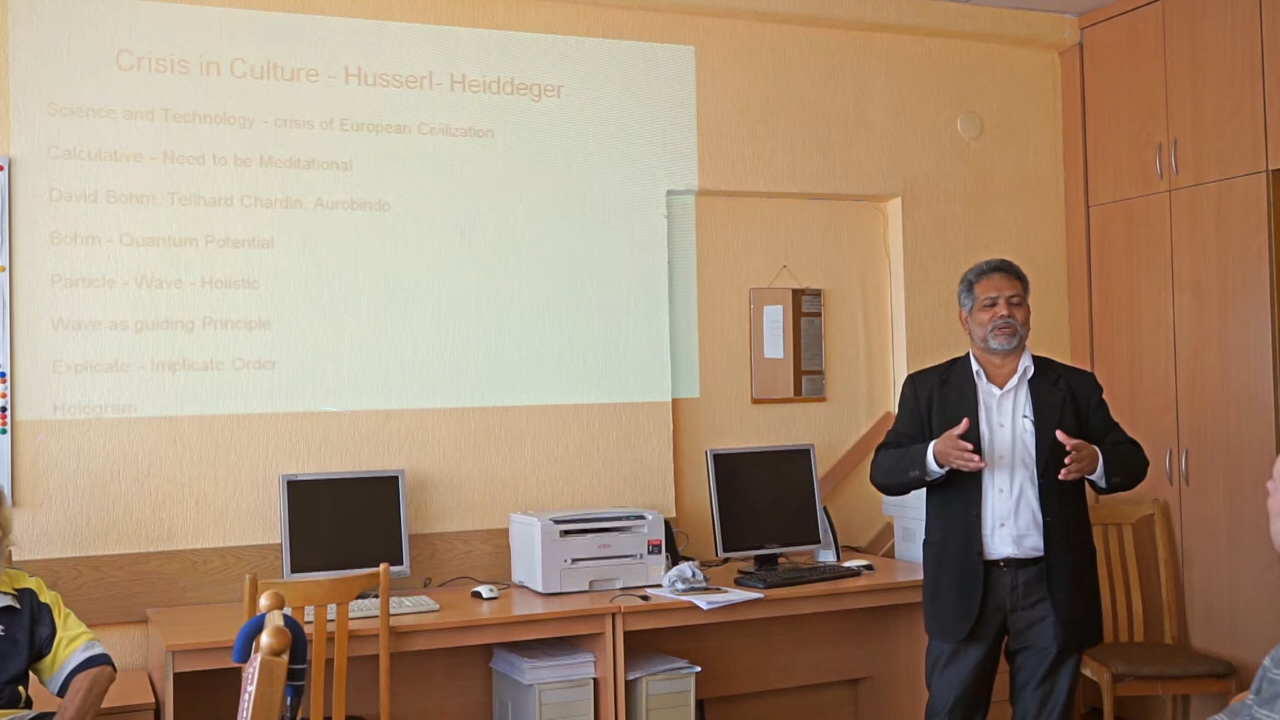 Crisis in Culture - Husserl- Heiddeger
Science and Technology - crisis of European Civilization
Calculative - Need to be Meditational
David Bohm, Teilhard Chardin, Aurobindo
Bohm - Quantum Potential
Particle - Wave - Holistic
Wave as guiding Principle
Explicate - Implicate Order
Hologram